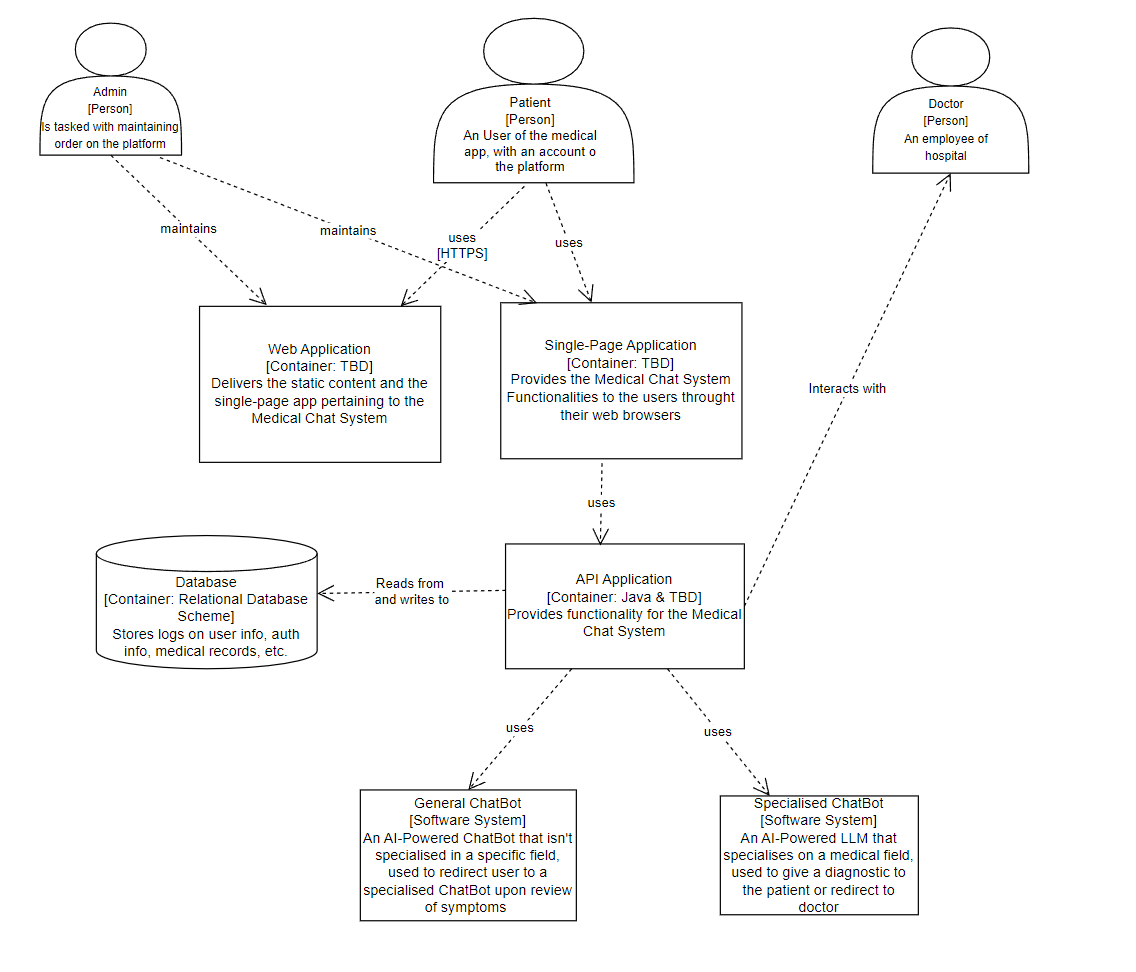 Admin
[Person]
Is tasked with maintaining
order on the platform
Patient
[Person]
An User of the medical
app, with an account o
the platform
Doctor
[Person]
An employee of
hospital
maintains
maintains
uses
[HTTPS]
uses
Web Application
[Container: TBD]
Delivers the static content and the
single-page app pertaining to the
Medical Chat System
Single-Page Application
[Container: TBD]
Provides the Medical Chat System
Functionalities to the users throught
their web browsers
Interacts with
uses
Database
[Container: Relational Database
Scheme]
Stores logs on user info, auth
info, medical records, etc.
Reads from
and writes to
API Application
[Container: Java & TBD]
Provides functionality for the Medical
Chat System
uses
uses
General ChatBot
[Software System]
An AI-Powered ChatBot that isn't
specialised in a specific field,
used to redirect user to a
specialised ChatBot upon review
of symptoms
Specialised ChatBot
[Software System]
An AI-Powered LLM that
specialises on a medical field,
used to give a diagnostic to
the patient or redirect to
doctor